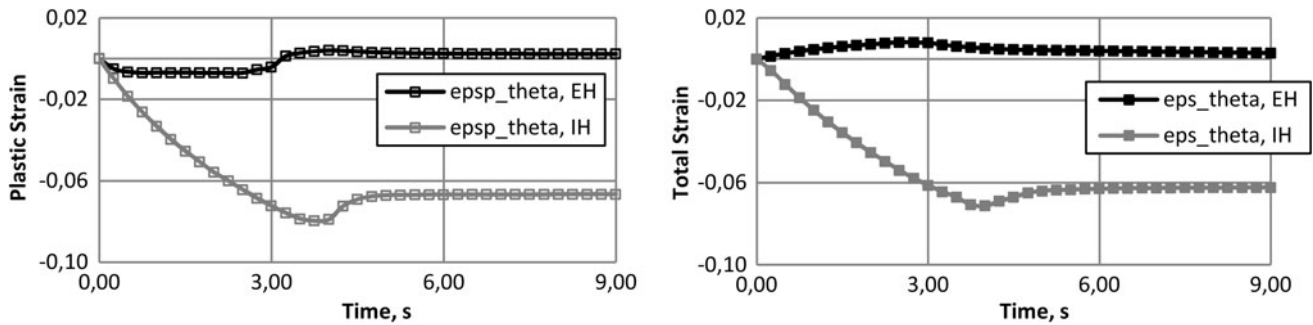 Plastic Strain
0,02
-0,02
-0,06
-0,10
0,00 3,00 6,00 9,00
Time, s
epsp_theta, EH
epsp_theta, IH
Total Strain
0,02
-0,02
-0,06
-0,10
0,00 3,00 6,00 9,00
Time, s
eps_theta, EH
eps_theta, IH